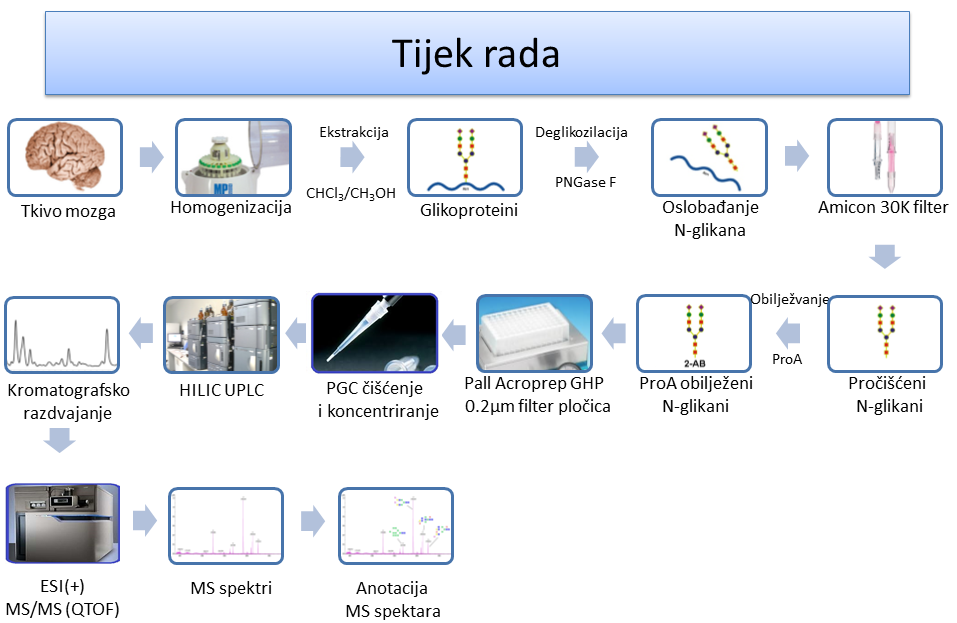 Tijek rada
Ekstrakcija
CHCl₃/CH₃OH
Deglikozilacija
PNGase F
MP
Tkivo mozga
Homogenizacija
Glikoproteini
Oslobađanje
N-glikana
Amicon 30K filter
Obilježvanje
ProA
2-AB
Kromatografsko
razdvajanje
HILIC UPLC
PGC čišćenje
i koncentriranje
Pall Acroprep GHP
0.2µm filter pločica
ProA obilježeni
N-glikani
Pročišćeni
N-glikani
ESI(+)
MS/MS (QTOF)
MS spektri
Anotacija
MS spektara